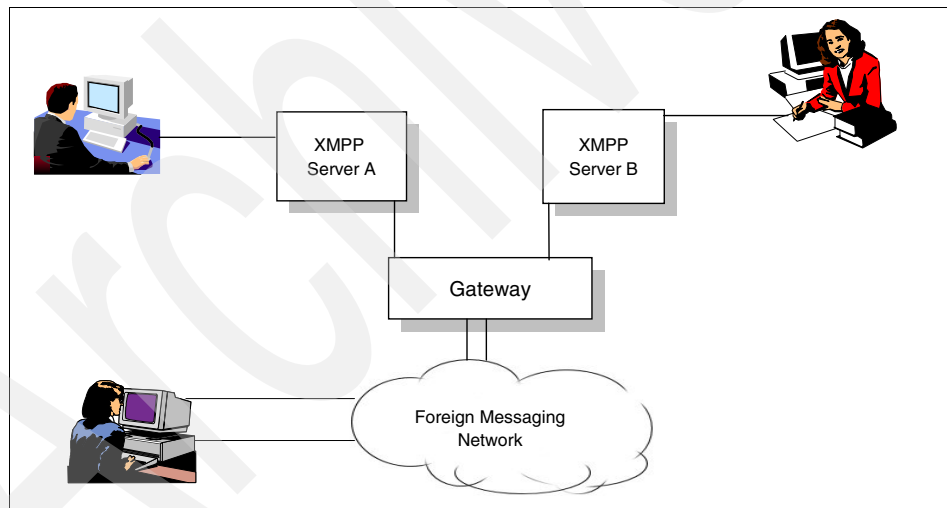 XMPP
Server A
XMPP
Server B
Gateway
Foreign Messaging
Network